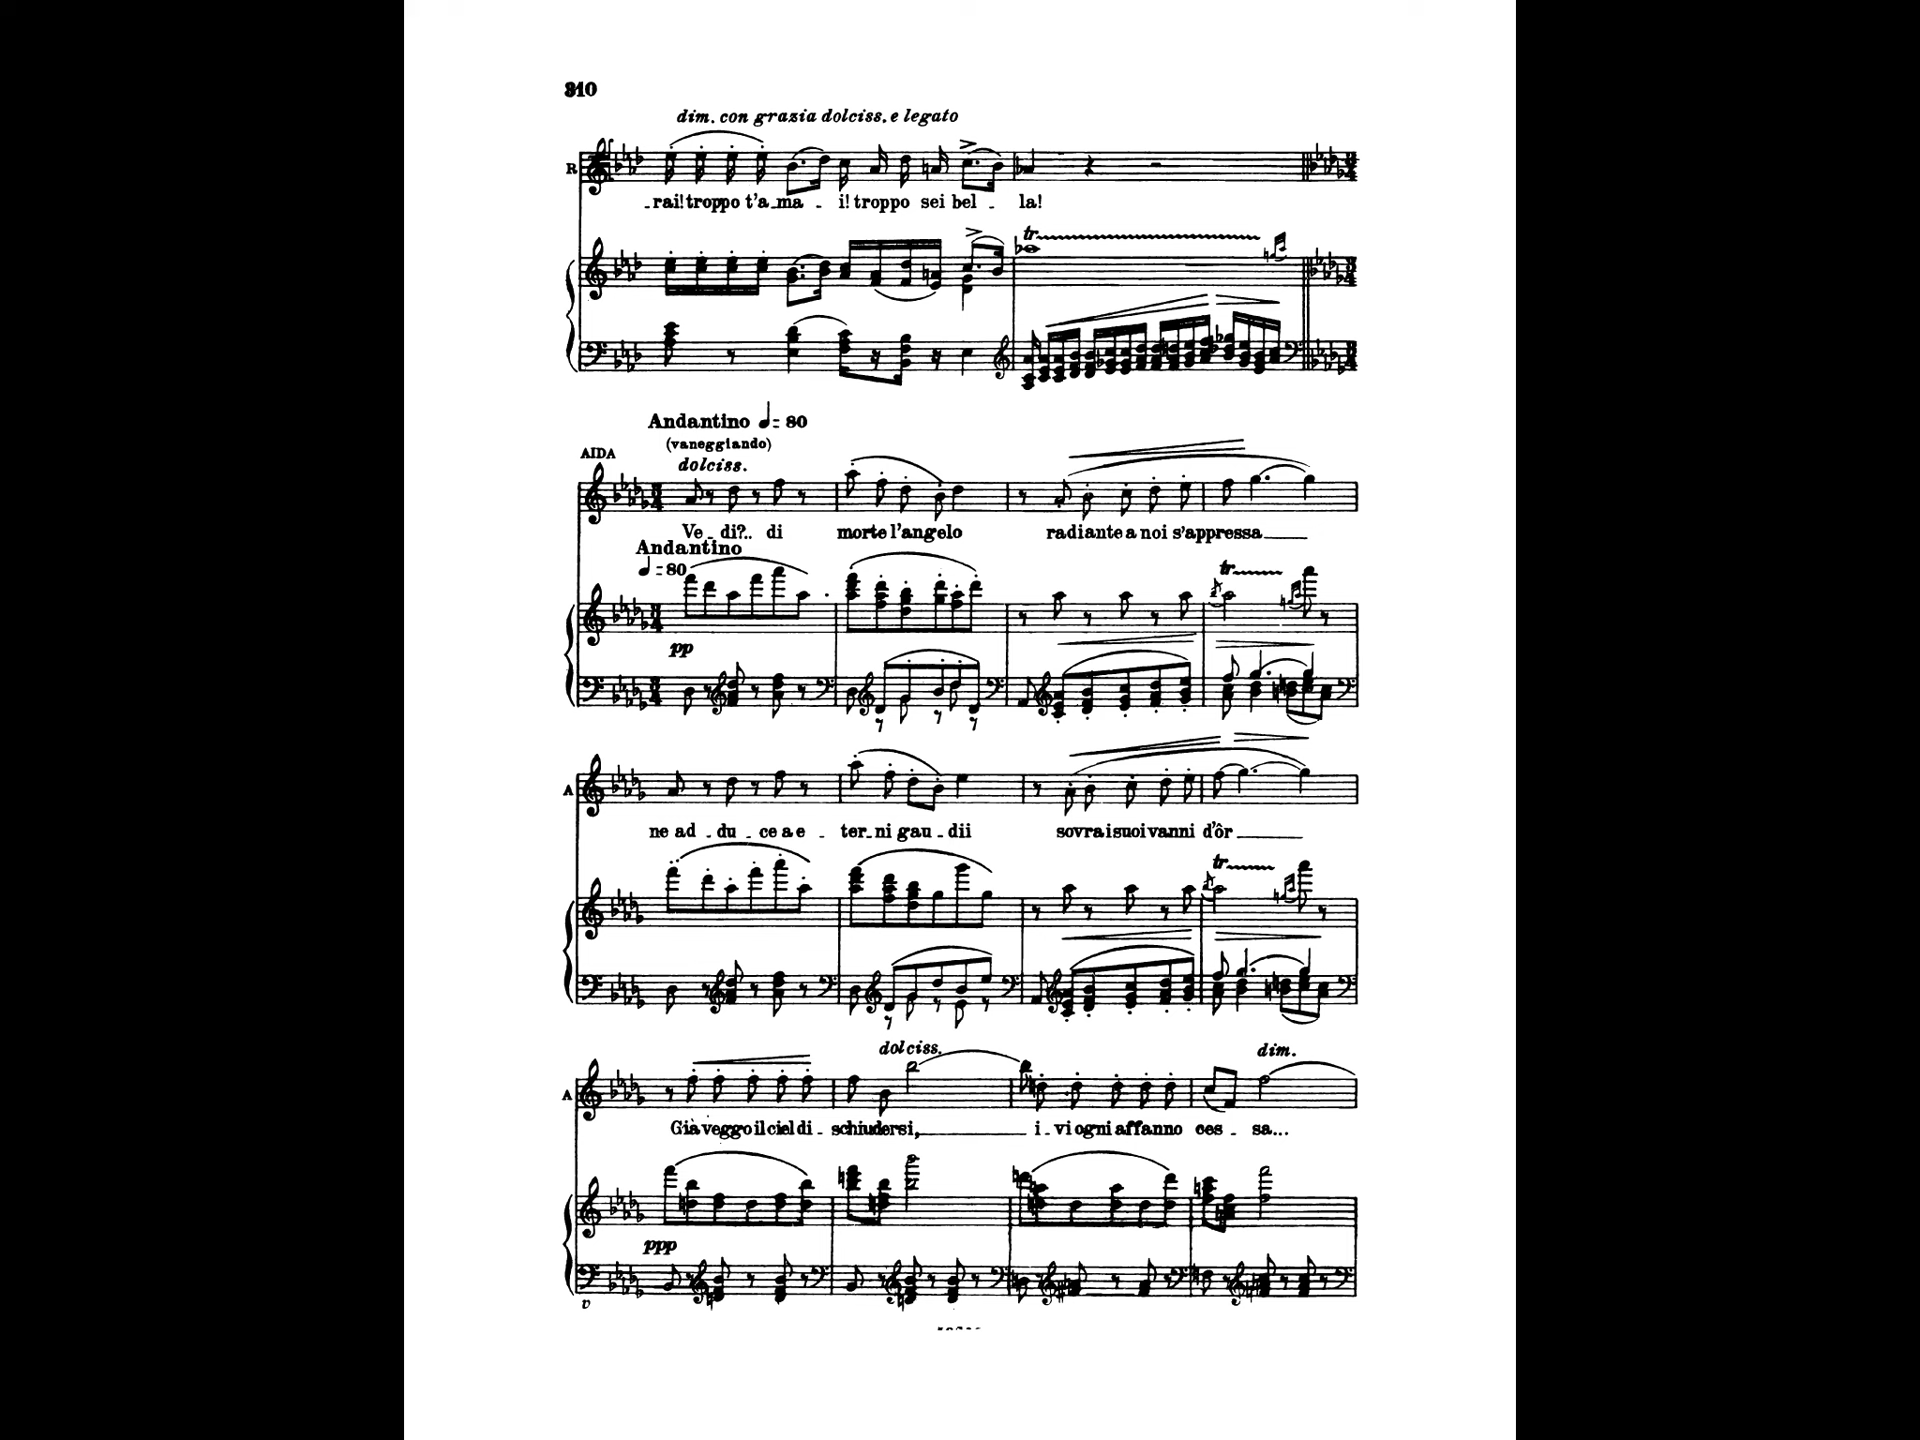 310
dim. con grazia dolciss. e legato
R
-rai! troppo t'a-ma - i! troppo sei bel - la!
tr
Andantino ♩= 80
(vaneggiando)
AIDA
dolciss.
Ve - di?.. di morte l'angelo radiante a noi s'appressa
Andantino
♩= 80
tr
pp
A
ne ad - du - ce a e - ter - ni gau - dii sovra i suoi vanni d'ôr
tr
dolciss.
dim.
A
Già veggo il ciel di - schiudersi, i - vi ogni affanno ces - sa...
ppp
v